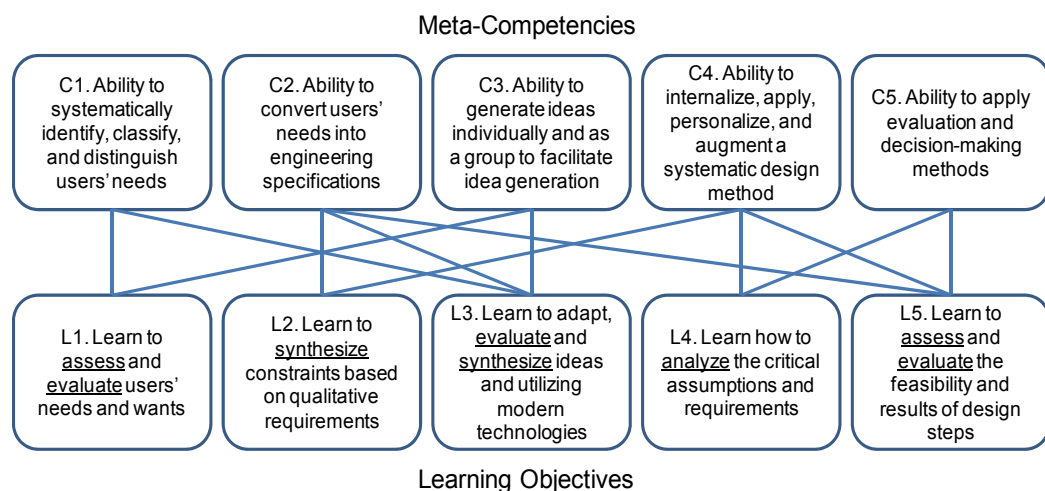 Meta-Competencies
C1. Ability to
systematically
identify, classify,
and distinguish
users' needs
C2. Ability to
convert users'
needs into
engineering
specifications
C3. Ability to
generate ideas
individually and as
a group to facilitate
idea generation
C4. Ability to
internalize, apply,
personalize, and
augment a
systematic design
method
C5. Ability to apply
evaluation and
decision-making
methods
L1. Learn to
assess and
evaluate users'
needs and wants
L2. Learn to
synthesize
constraints based
on qualitative
requirements
L3. Learn to adapt,
evaluate and
synthesize ideas
and utilizing
modern
technologies
L4. Learn how to
analyze the critical
assumptions and
requirements
L5. Learn to
assess and
evaluate the
feasibility and
results of design
steps
Learning Objectives